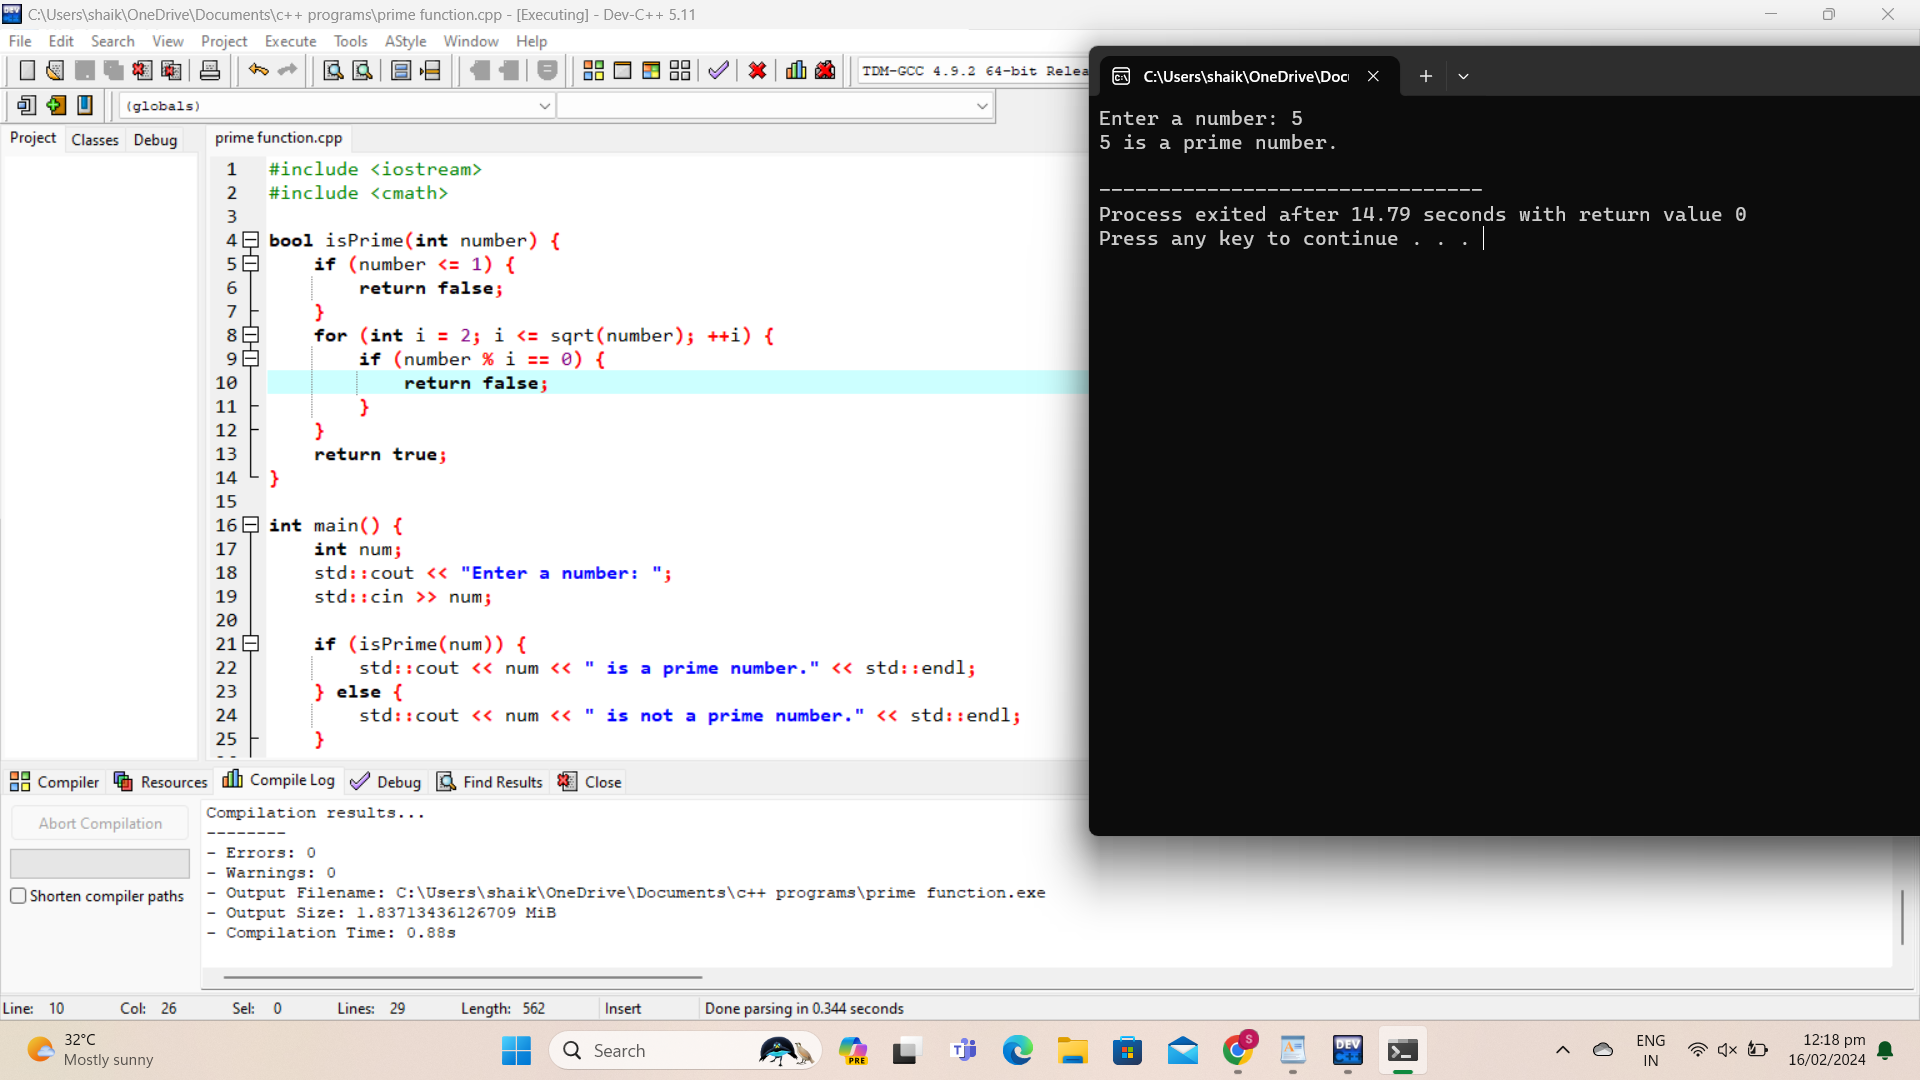 C:\Users\shaik\OneDrive\Documents\c++ programs\prime function.cpp - [Executing] - Dev-C++ 5.11
File Edit Search View Project Execute Tools AStyle Window Help
TDM-GCC 4.9.2 64-bit Relea
(globals)
Project Classes Debug
prime function.cpp
1 #include <iostream>
2 #include <cmath>
3
4 bool isPrime(int number) {
5 if (number <= 1) {
6 return false;
7 }
8 for (int i = 2; i <= sqrt(number); ++i) {
9 if (number % i == 0) {
10 return false;
11 }
12 }
13 return true;
14 }
15
16 int main() {
17 int num;
18 std::cout << "Enter a number: ";
19 std::cin >> num;
20
21 if (isPrime(num)) {
22 std::cout << num << " is a prime number." << std::endl;
23 } else {
24 std::cout << num << " is not a prime number." << std::endl;
25 }
C:\Users\shaik\OneDrive\Doc
Enter a number: 5
5 is a prime number.
--------------------------------
Process exited after 14.79 seconds with return value 0
Press any key to continue . . .
Compiler Resources Compile Log Debug Find Results Close
Abort Compilation
Shorten compiler paths
Compilation results...
--------
- Errors: 0
- Warnings: 0
- Output Filename: C:\Users\shaik\OneDrive\Documents\c++ programs\prime function.exe
- Output Size: 1.83713436126709 MiB
- Compilation Time: 0.88s
Line: 10 Col: 26 Sel: 0 Lines: 29 Length: 562 Insert Done parsing in 0.344 seconds
32°C
Mostly sunny
Search
PRE
DEV
S
ENG
IN
12:18 pm
16/02/2024